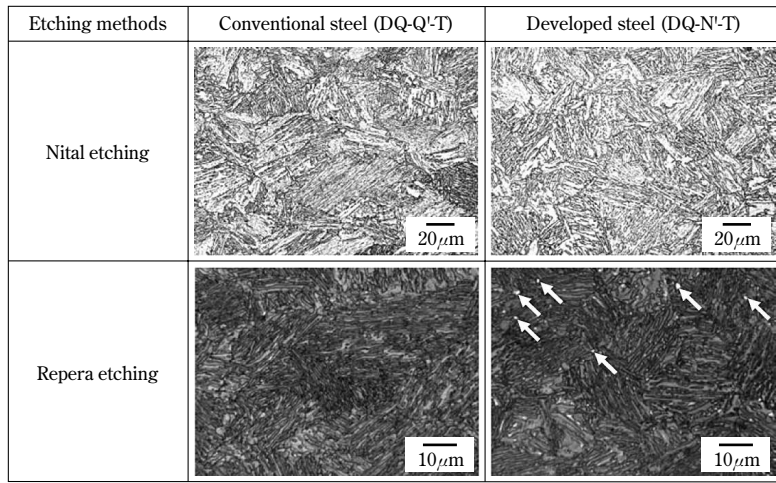 Etching methods
Conventional steel (DQ-Q'-T)
Developed steel (DQ-N'-T)
Nital etching
20μm
20μm
Repera etching
10μm
10μm